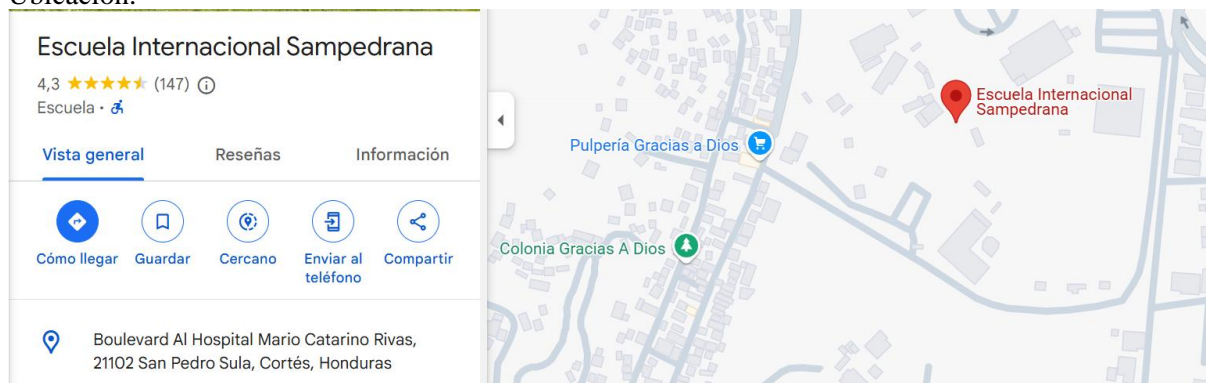 Ubicación:
Escuela Internacional Sampedrana
4,3 (147)
Escuela
Vista general
Reseñas
Información
Cómo llegar
Guardar
Cercano
Enviar al
teléfono
Compartir
Boulevard Al Hospital Mario Catarino Rivas,
21102 San Pedro Sula, Cortés, Honduras
Escuela Internacional
Sampedrana
Pulpería Gracias a Dios
Colonia Gracias A Dios